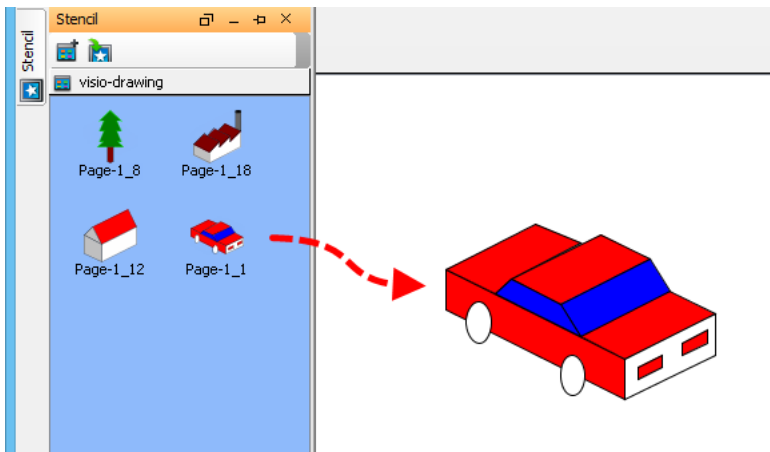 Stencil
Stencil
visio-drawing
Page-1_8
Page-1_18
Page-1_12
Page-1_1